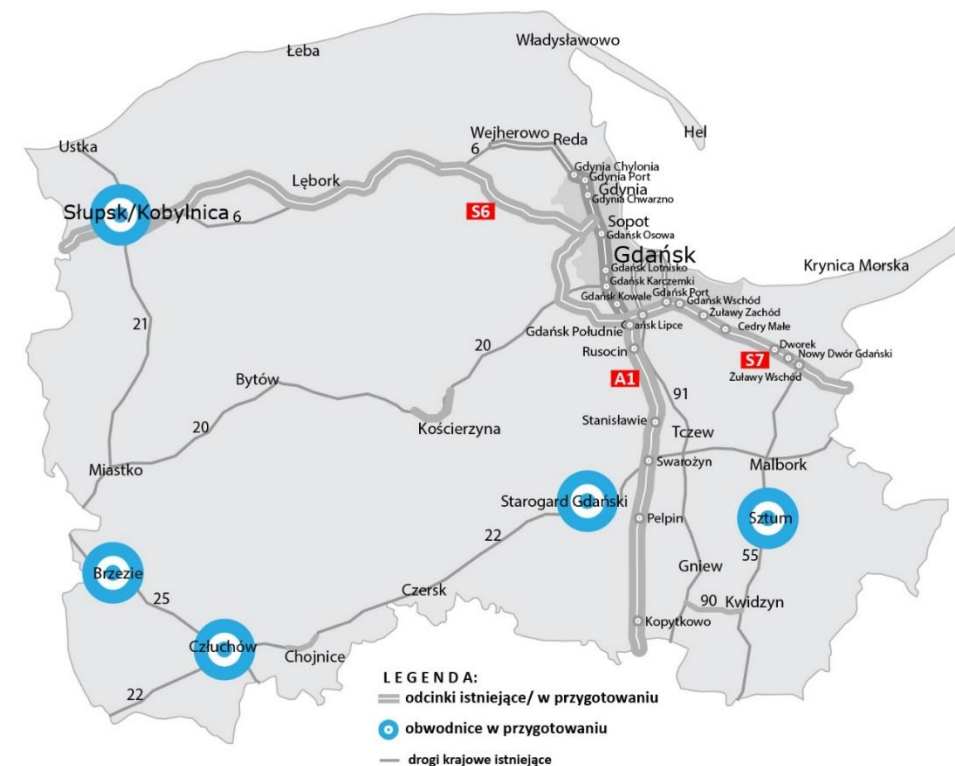 Władysławowo
Łeba
Hel
Wejherowo
Reda
6
Ustka
Gdynia Chylonia
Gdynia Port
Gdynia
Gdynia Chwarzno
Lębork
Słupsk/Kobylnica
6
S6
Sopot
Gdańsk Osowa
Gdańsk
Krynica Morska
Gdańsk Lotnisko
Gdańsk Karczemki
Gdańsk Kowale
Gdańsk Port
Gdańsk Wschód
Żuławy Zachód
Cedry Małe
21
Gdańsk Południe
Gdańsk Lipce
Dworek
Nowy Dwór Gdański
Rusocin
20
S7
Żuławy Wschód
A1
Bytów
91
Stanisławie
Kościerzyna
20
Tczew
Swarożyn
Malbork
Miastko
Starogard Gdański
Pelpin
Sztum
22
55
Gniew
Brzezie
Czersk
25
90
Kwidzyn
Kopytkowo
Człuchów
Chojnice
22
LEGENDA:
odcinki istniejące/ w przygotowaniu
obwodnice w przygotowaniu
drogi krajowe istniejące